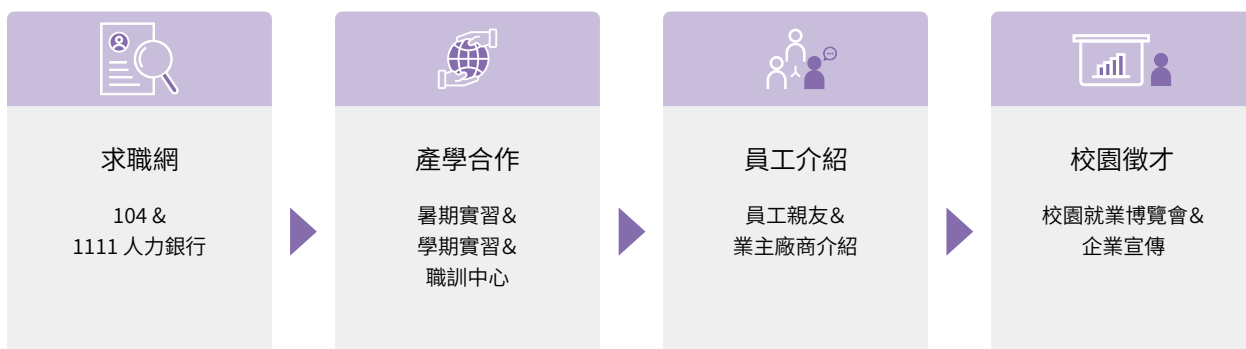 求職網
104 &
1111 人力銀行
產學合作
暑期實習&
學期實習&
職訓中心
員工介紹
員工親友&
業主廠商介紹
校園徵才
校園就業博覽會&
企業宣傳